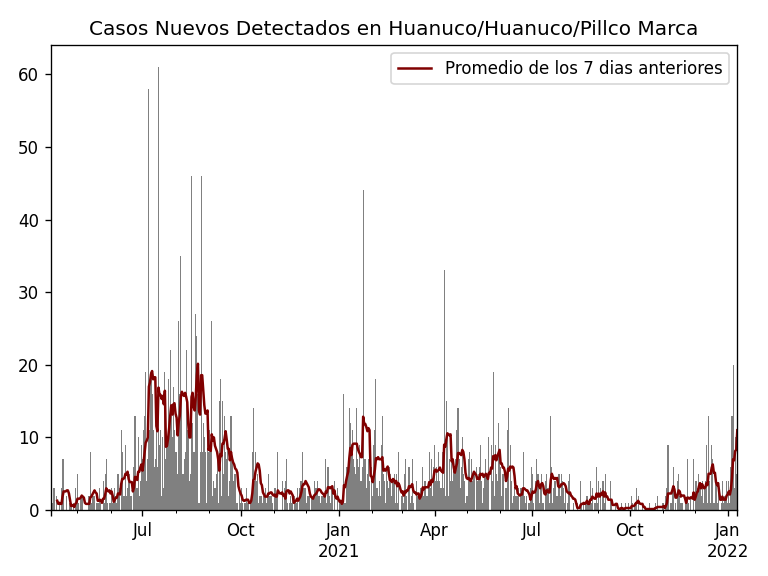 Casos Nuevos Detectados en Huanuco/Huanuco/Pillco Marca
Promedio de los 7 dias anteriores
60
50
40
30
20
10
0
Jul
Oct
Jan
2021
Apr
Jul
Oct
Jan
2022